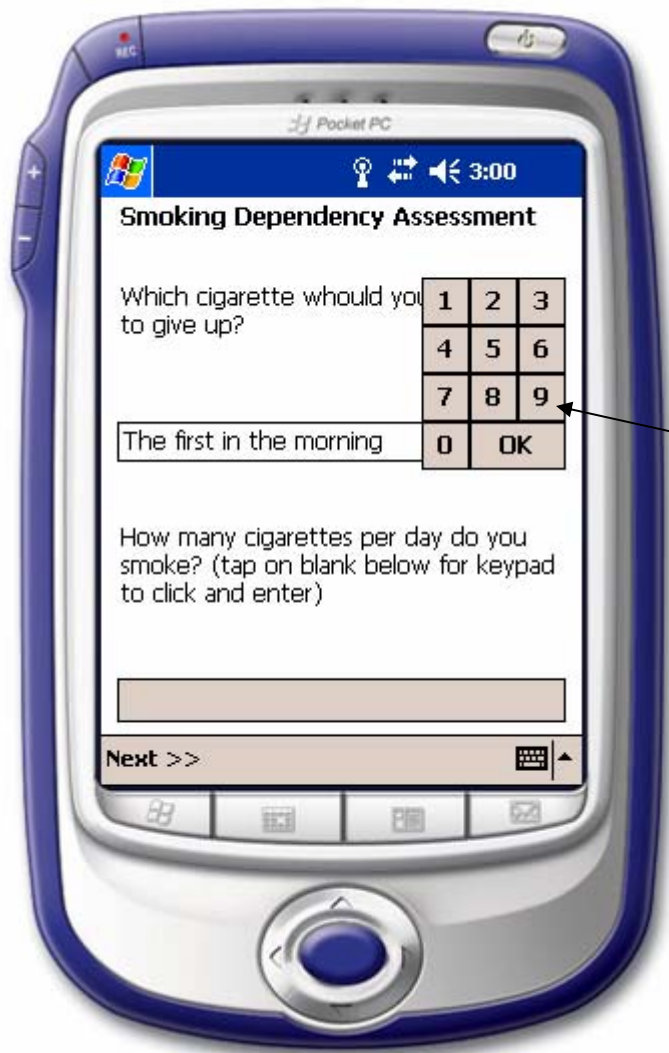 REC
Pocket PC
3:00
Smoking Dependency Assessment
Which cigarette whould you
to give up?
1 2 3
4 5 6
7 8 9
0 OK
The first in the morning
How many cigarettes per day do you
smoke? (tap on blank below for keypad
to click and enter)
Next >>
+
-